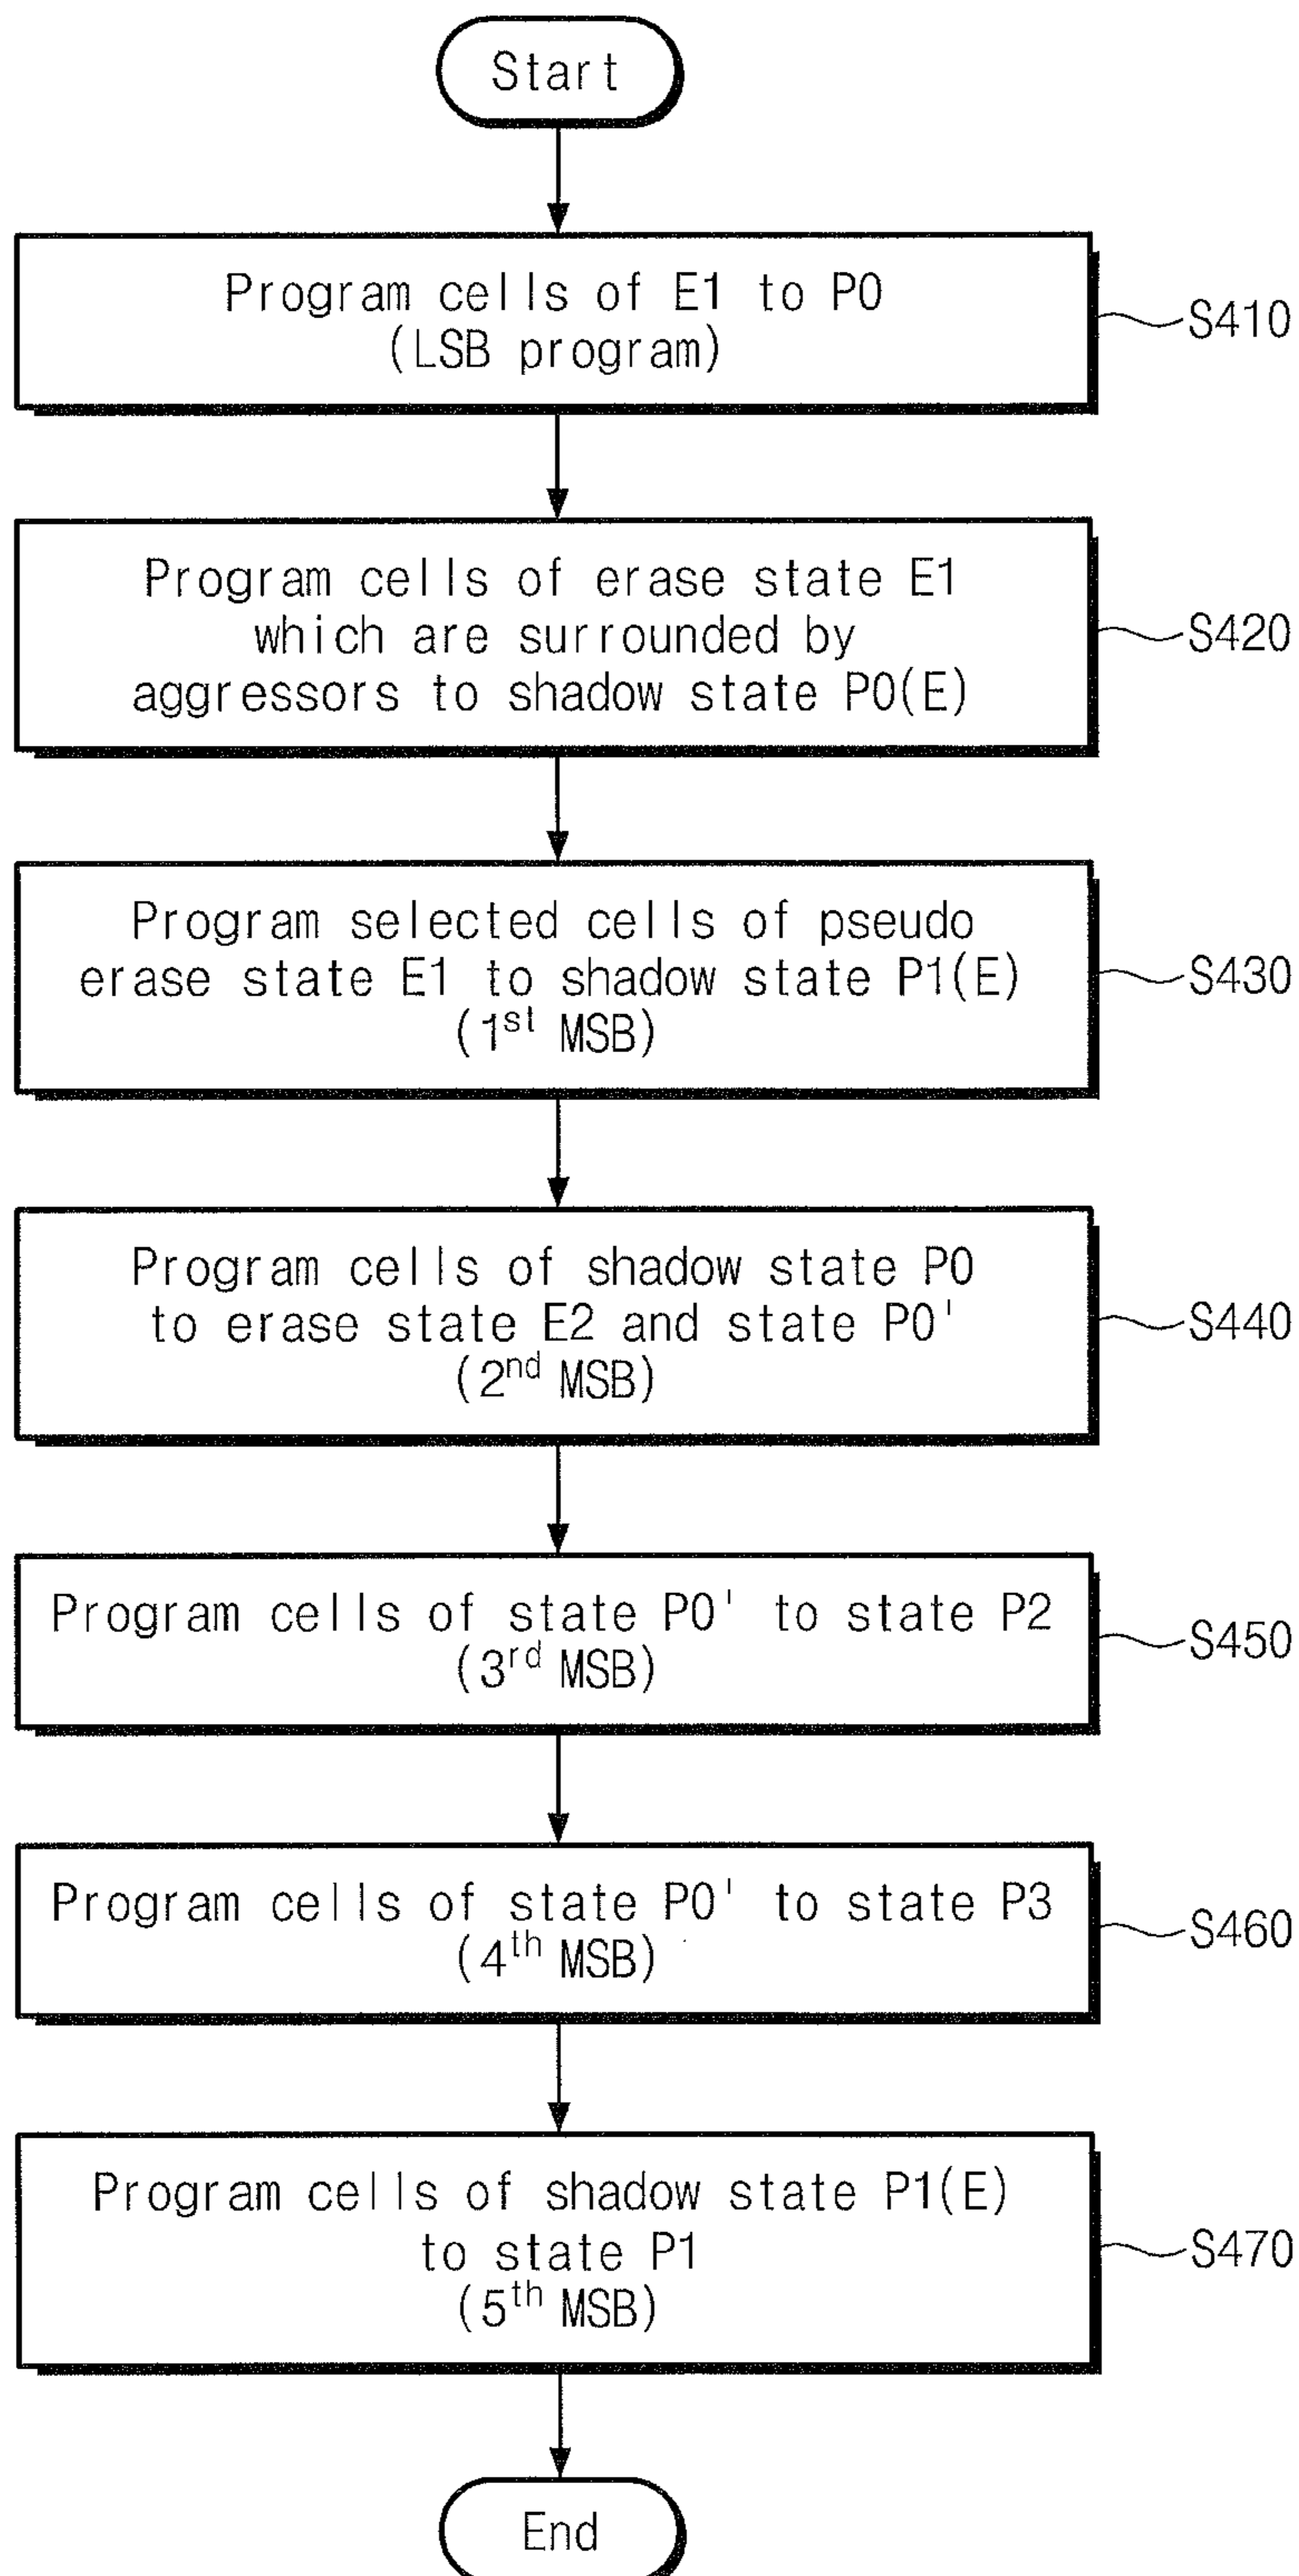 Start
Program cells of E1 to P0
(LSB program)
S410
Program cells of erase state E1
which are surrounded by
aggressors to shadow state P0(E)
S420
Program selected cells of pseudo
erase state E1 to shadow state P1(E)
(1st MSB)
S430
Program cells of shadow state P0
to erase state E2 and state P0'
(2nd MSB)
S440
Program cells of state P0' to state P2
(3rd MSB)
S450
Program cells of state P0' to state P3
(4th MSB)
S460
Program cells of shadow state P1(E)
to state P1
(5th MSB)
S470
End